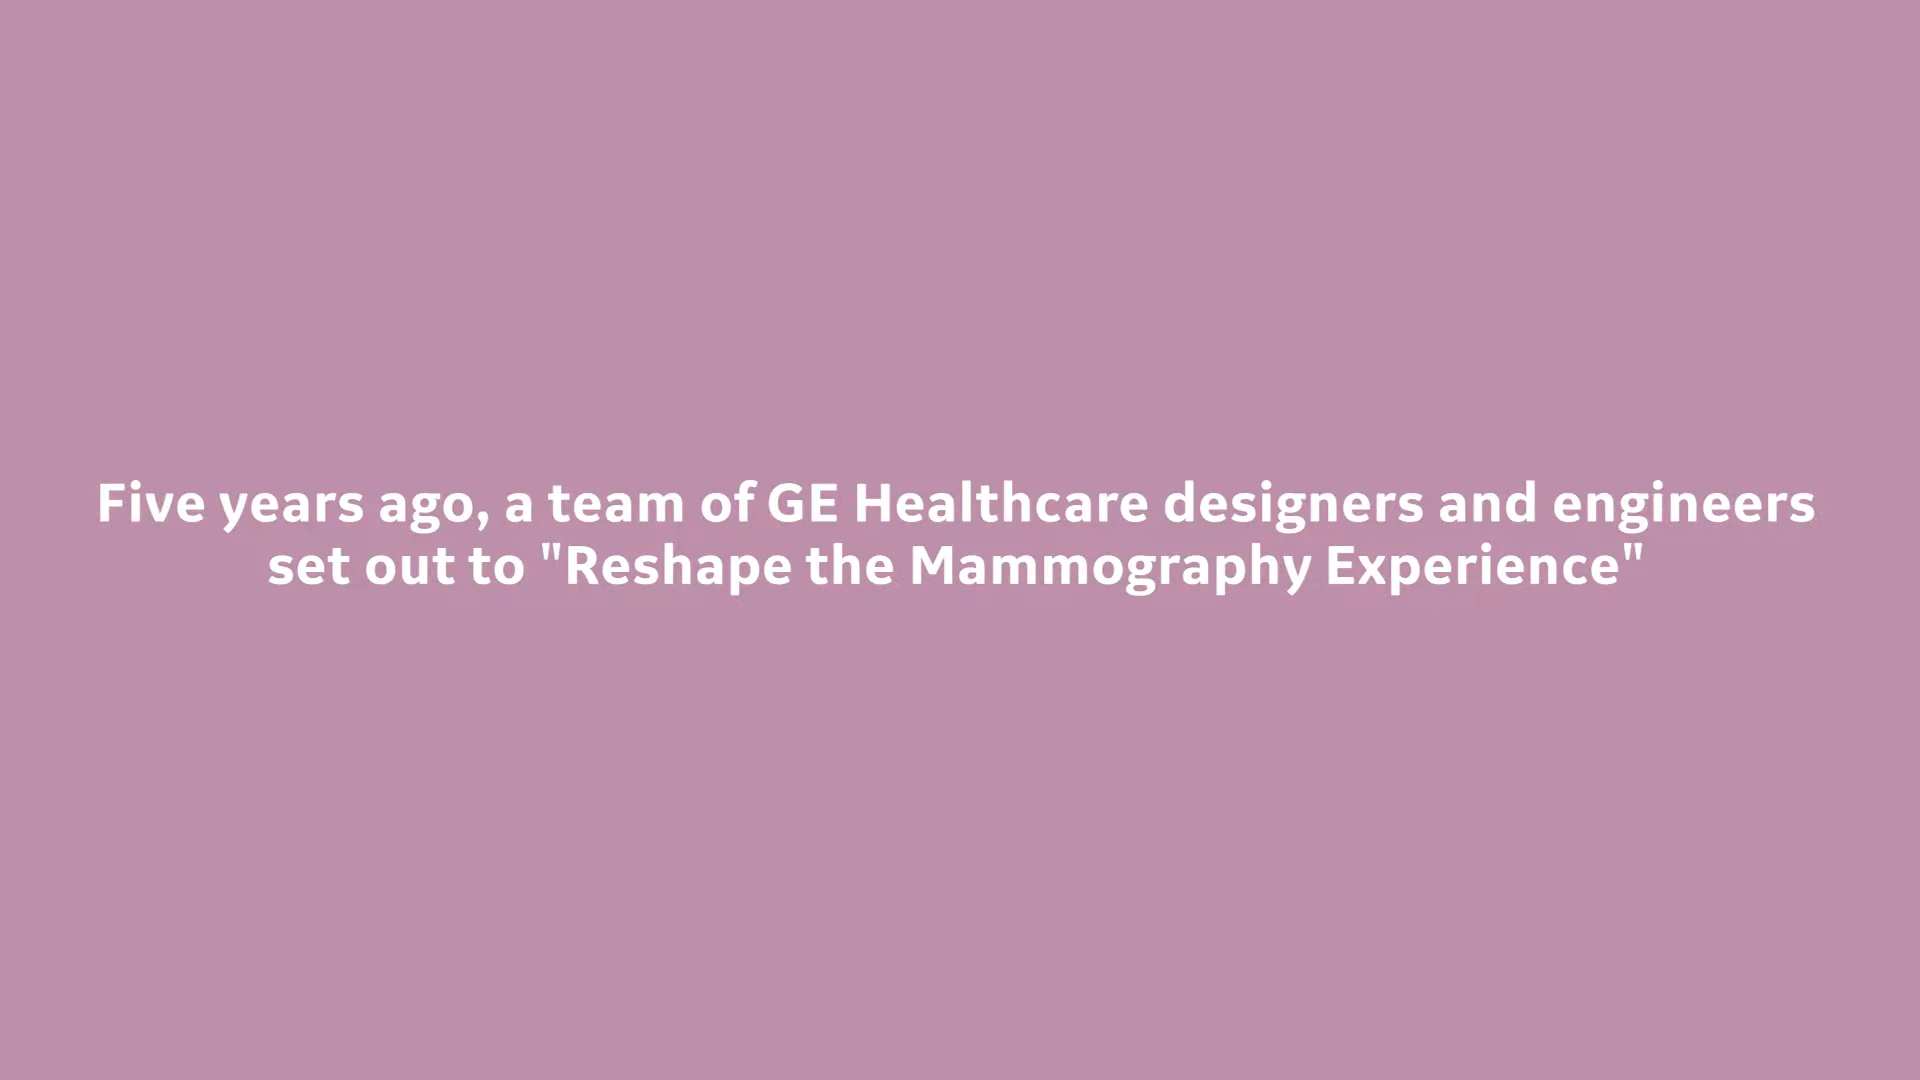 Five years ago, a team of GE Healthcare designers and engineers
set out to "Reshape the Mammography Experience"